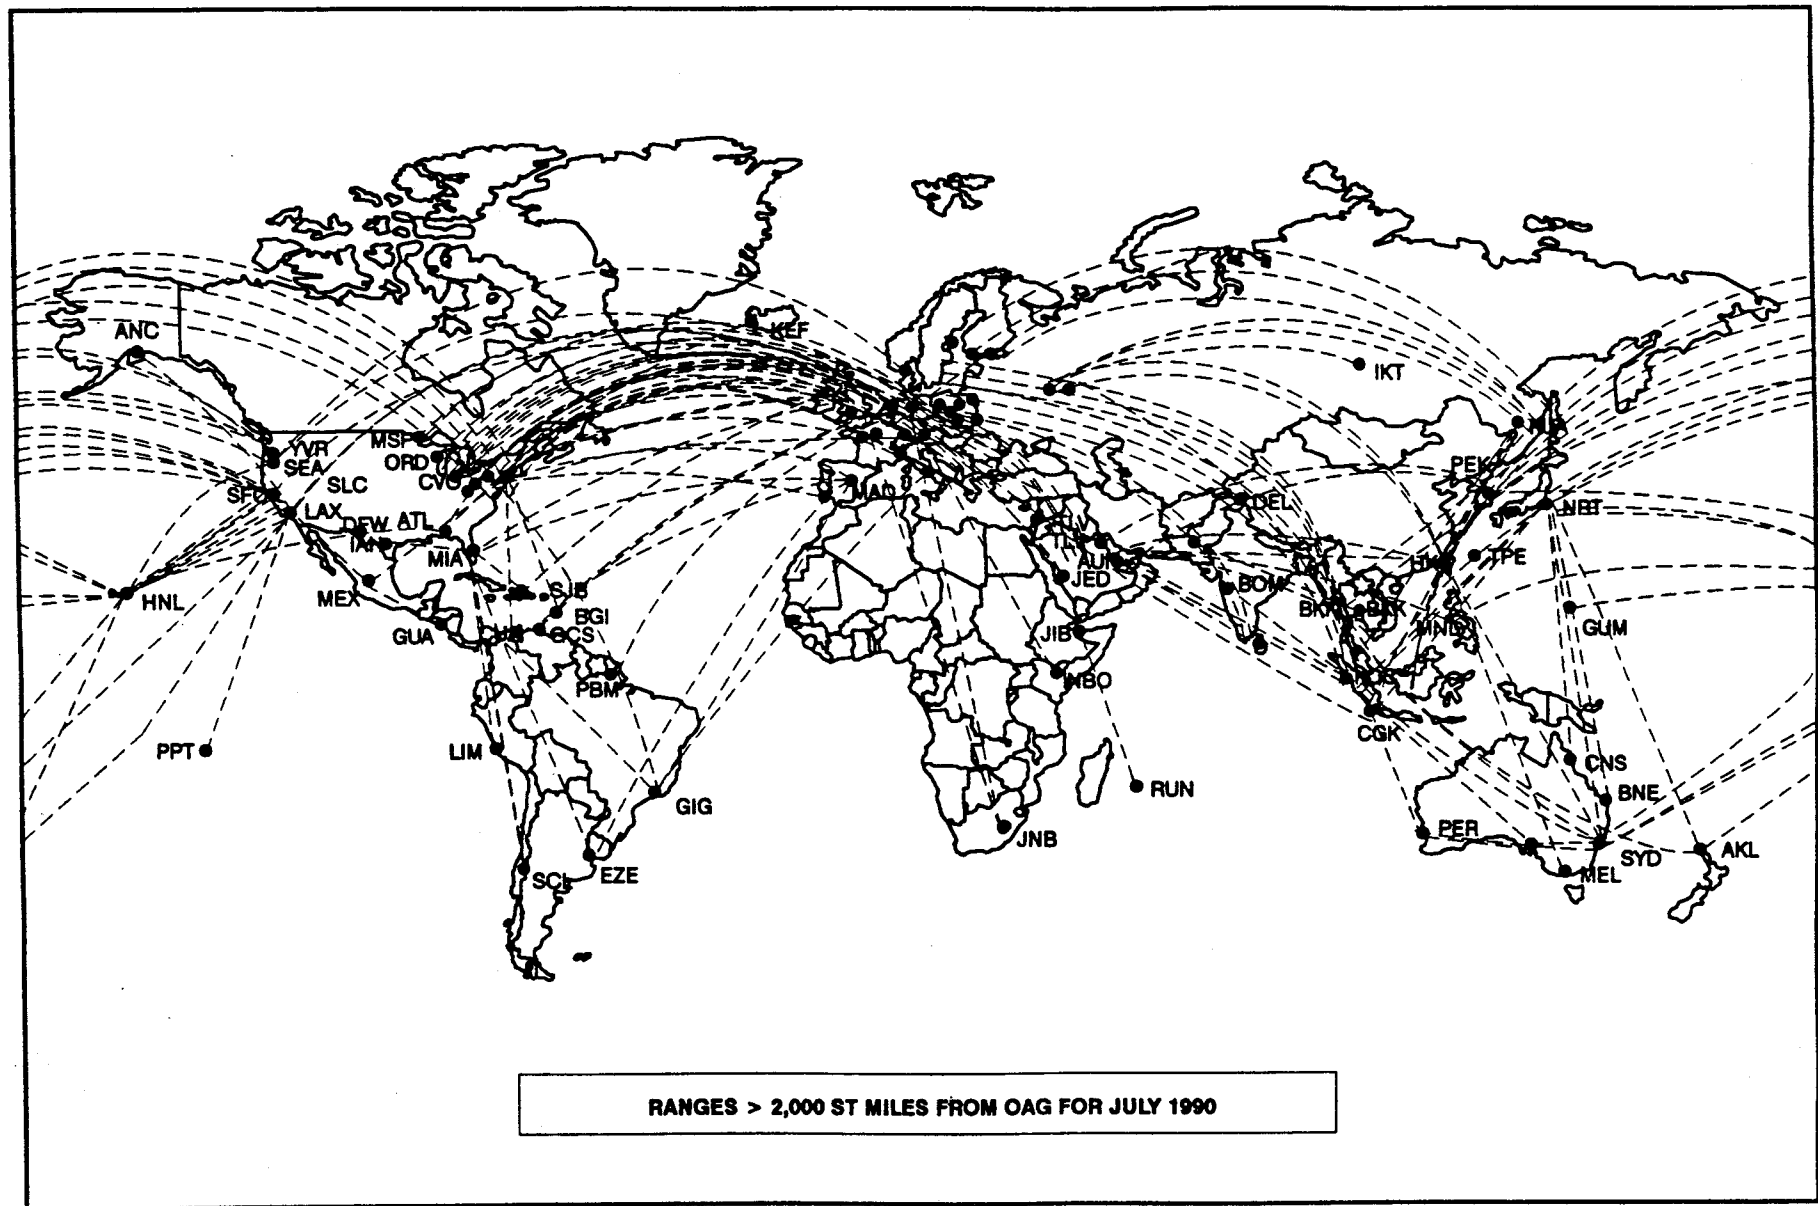 ANC
KEF
IKT
YVR
SEA
MSP
ORD
SLC
SFO
LAX
DFW
ATL
IAH
MIA
MEX
HNL
GUA
SJB
BGI
CCS
PBM
PPT
LIM
GIG
SCL
EZE
MAD
TLV
JED
JIB
NBO
RUN
JNB
DEL
BOM
PEK
NRT
TPE
BKK
GUM
CGK
CNS
BNE
PER
SYD
MEL
AKL
RANGES > 2,000 ST MILES FROM OAG FOR JULY 1990